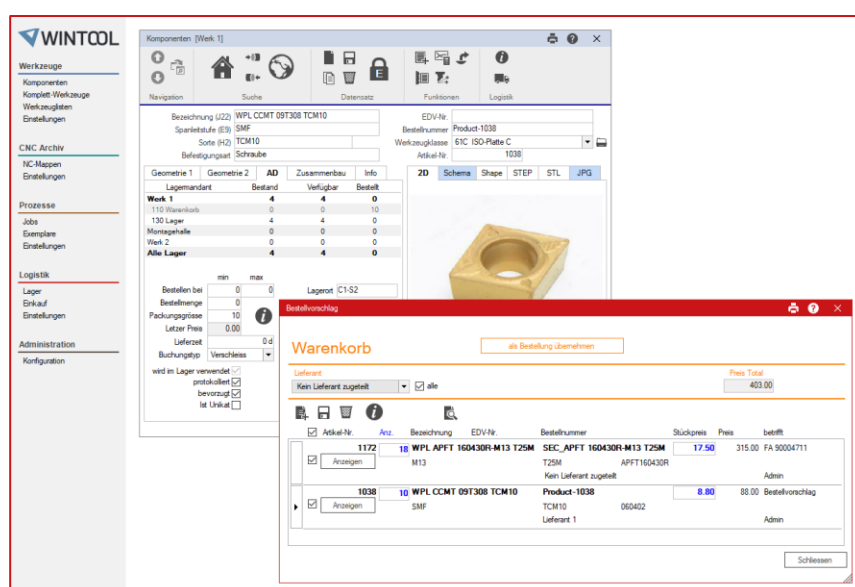 WINTOOL
Werkzeuge
Komponenten
Komplett-Werkzeuge
Werkzeuglisten
Einstellungen
CNC Archiv
NC-Mappen
Einstellungen
Prozesse
Jobs
Exemplare
Einstellungen
Logistik
Lager
Einkauf
Einstellungen
Administration
Konfiguration
Komponenten [Werk 1]
Navigation Suche Datensatz Funktionen Logistik
E
Bezeichnung (J22) WPL CCMT 09T308 TCM10 EDV-Nr.
Spanleitstufe (E9) SMF Bestellnummer Product-1038
Sorte (H2) TCM10 Werkzeugklasse 61C ISO-Platte C
Befestigungsart Schraube Artikel-Nr. 1038
Geometrie 1 Geometrie 2 AD Zusammenbau Info 2D Schema Shape STEP STL JPG
Lagermandant Bestand Verfügbar Bestellt
Werk 1 4 4 0
110 Warenkorb 0 0 10
130 Lager 4 4 0
Montagehalle 0 0 0
Werk 2 0 0 0
Alle Lager 4 4 0
min max
Bestellen bei 0 0 Lagerort C1-S2
Bestellmenge 0
Packungsgrösse 10
Letzer Preis 0.00
Lieferzeit 0 d
Buchungstyp Verschleiss
wird im Lager verwendet
protokolliert
bevorzugt
Ist Unikat
Bestellvorschlag
Warenkorb als Bestellung übernehmen
Lieferant Preis Total
Kein Lieferant zugeteilt alle 403.00
Artikel-Nr. Anz. Bezeichnung EDV-Nr. Bestellnummer Stückpreis Preis betrifft
1172 18 WPL APFT 160430R-M13 T25M SEC_APFT 160430R-M13 T25M 17.50 315.00 FA 90004711
Anzeigen M13 T25M APFT160430R
Kein Lieferant zugeteilt Admin
1038 10 WPL CCMT 09T308 TCM10 Product-1038 8.80 88.00 Bestellvorschlag
Anzeigen SMF TCM10 060402
Lieferant 1 Admin
Schliessen